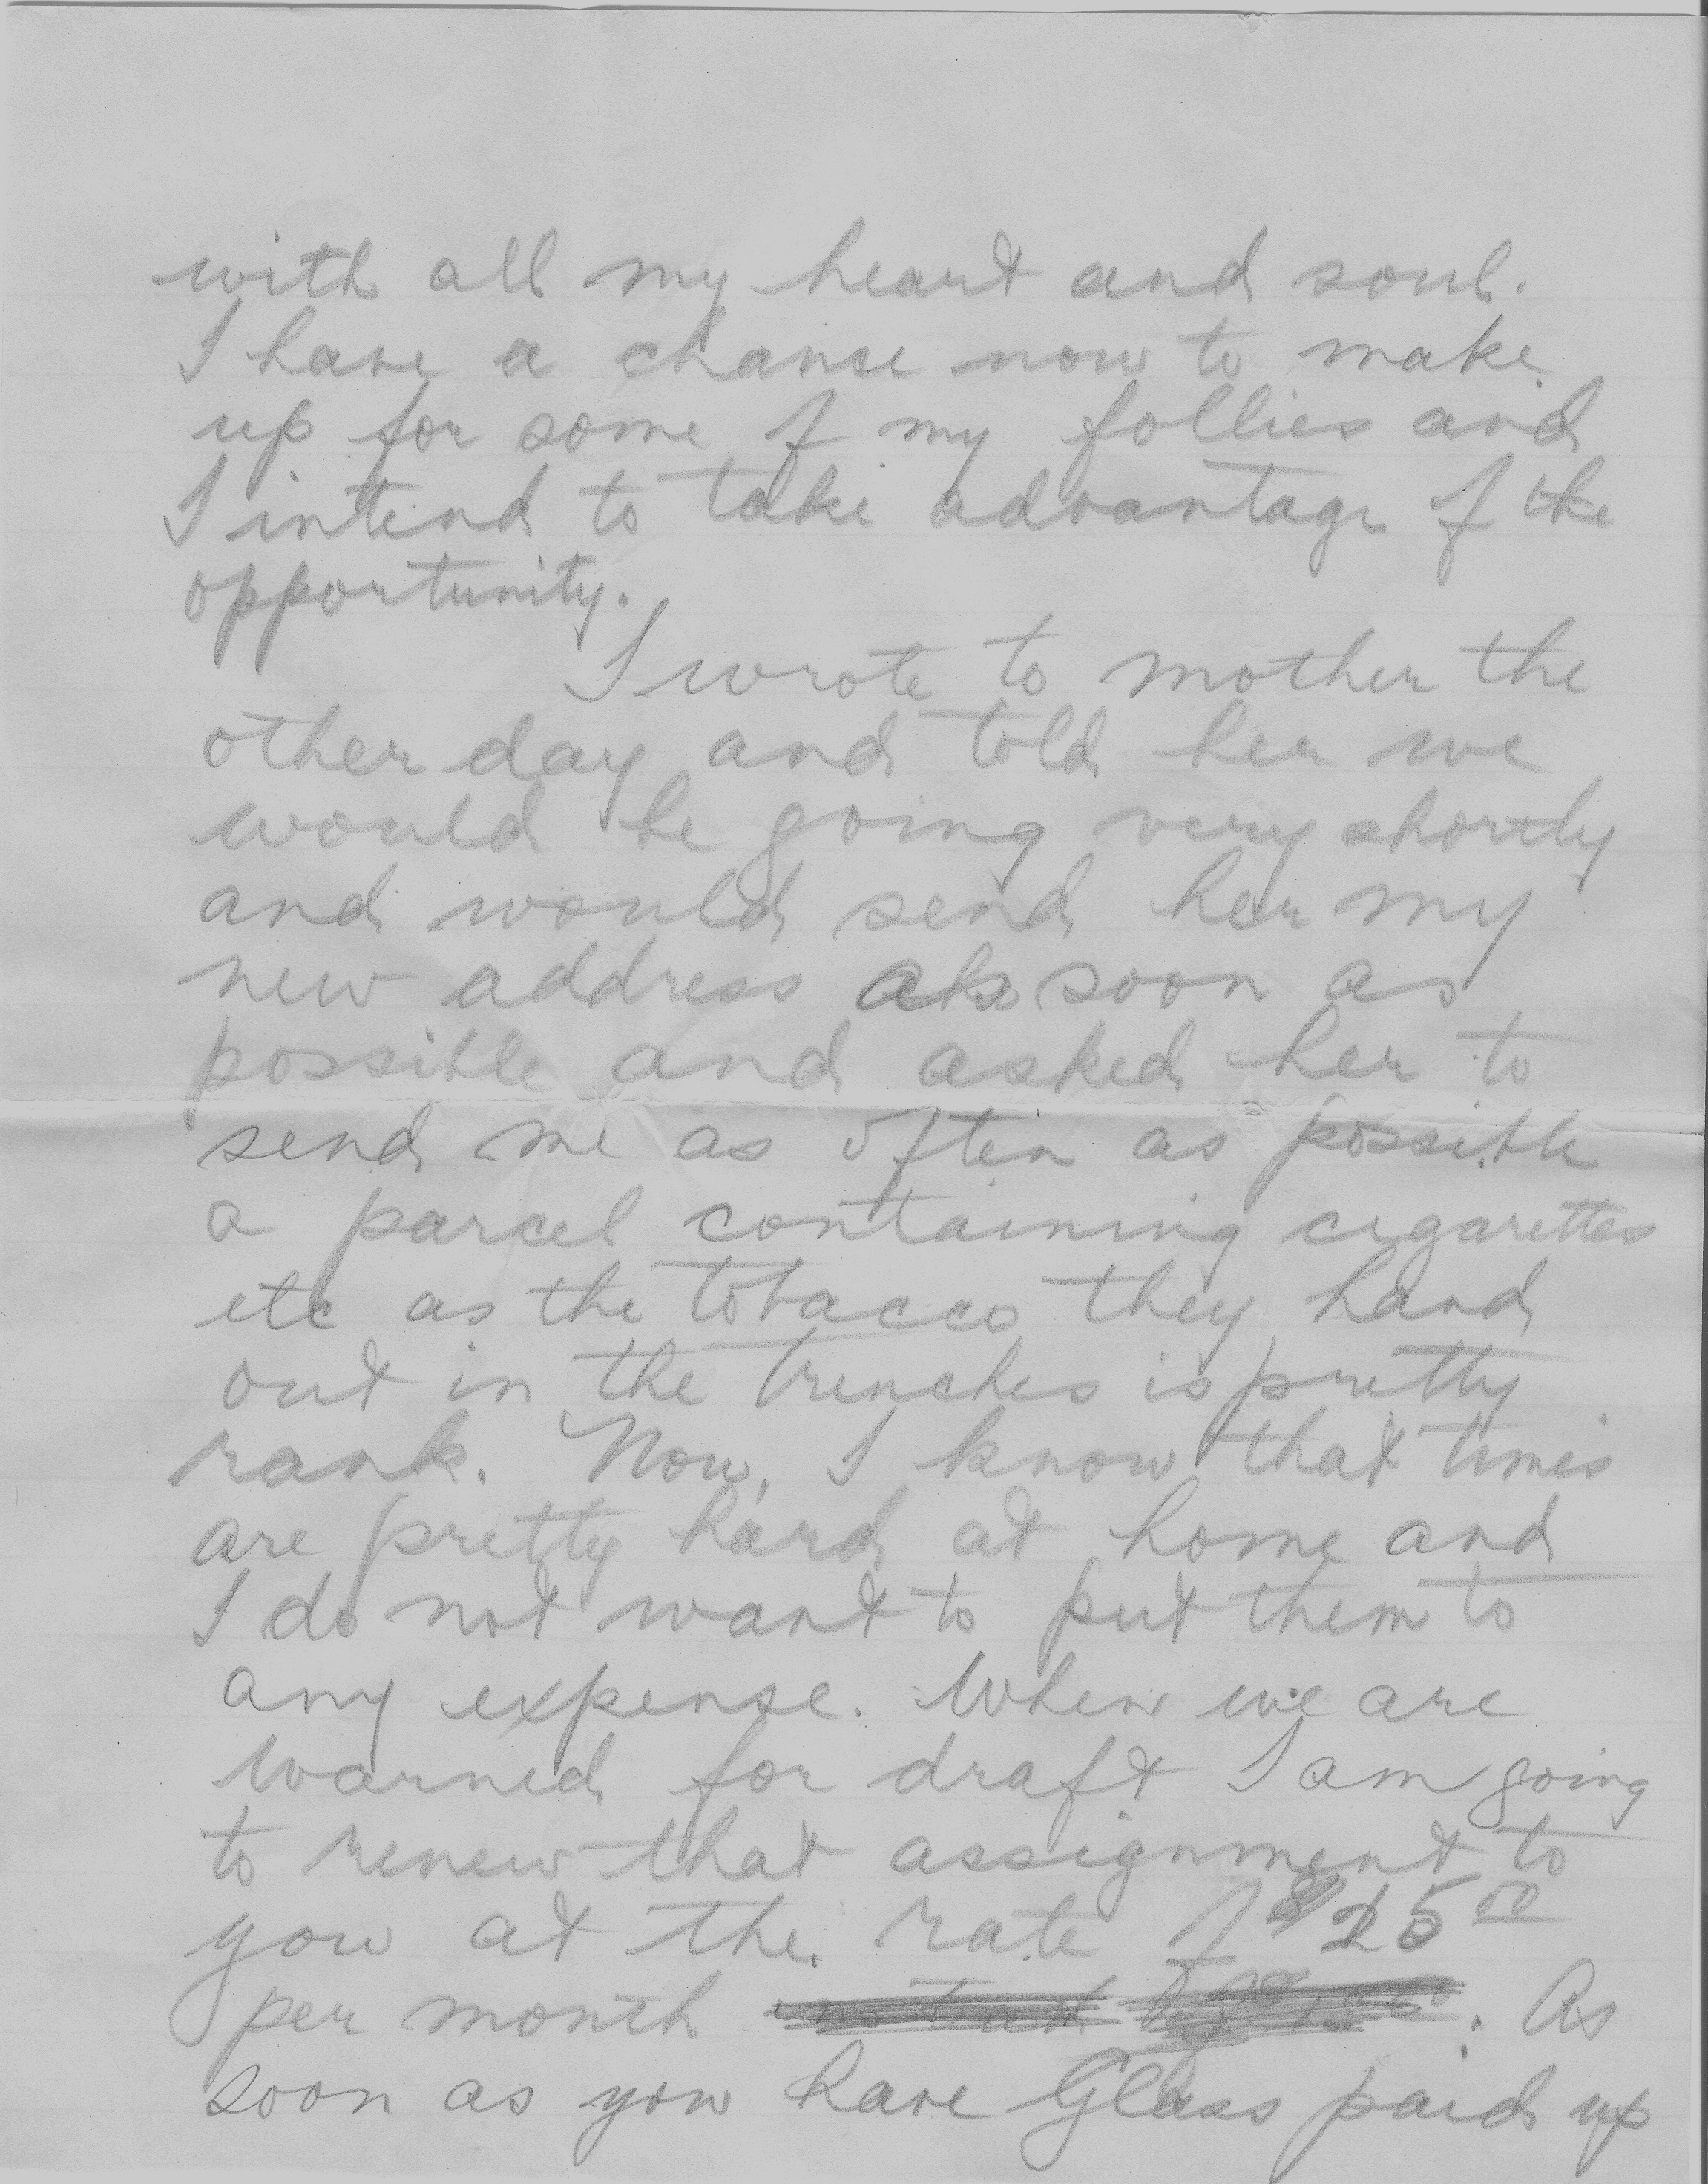 with all my heart and soul.
I have a chance now to make
up for some of my follies and
I intend to take advantage of the
opportunity.
I wrote to mother the
other day and told her we
would be going very shortly
and would send her my
new address as soon as
possible and asked her to
send me as often as possible
a parcel containing cigarettes
etc as the tobacco they hand
out in the trenches is pretty
rank. Now, I know that times
are pretty hard at home and
I do not want to put them to
any expense. When we are
warned for draft I am going
to renew that assignment to
you at the rate of $25 00
per month . As
soon as you have Glass paid up